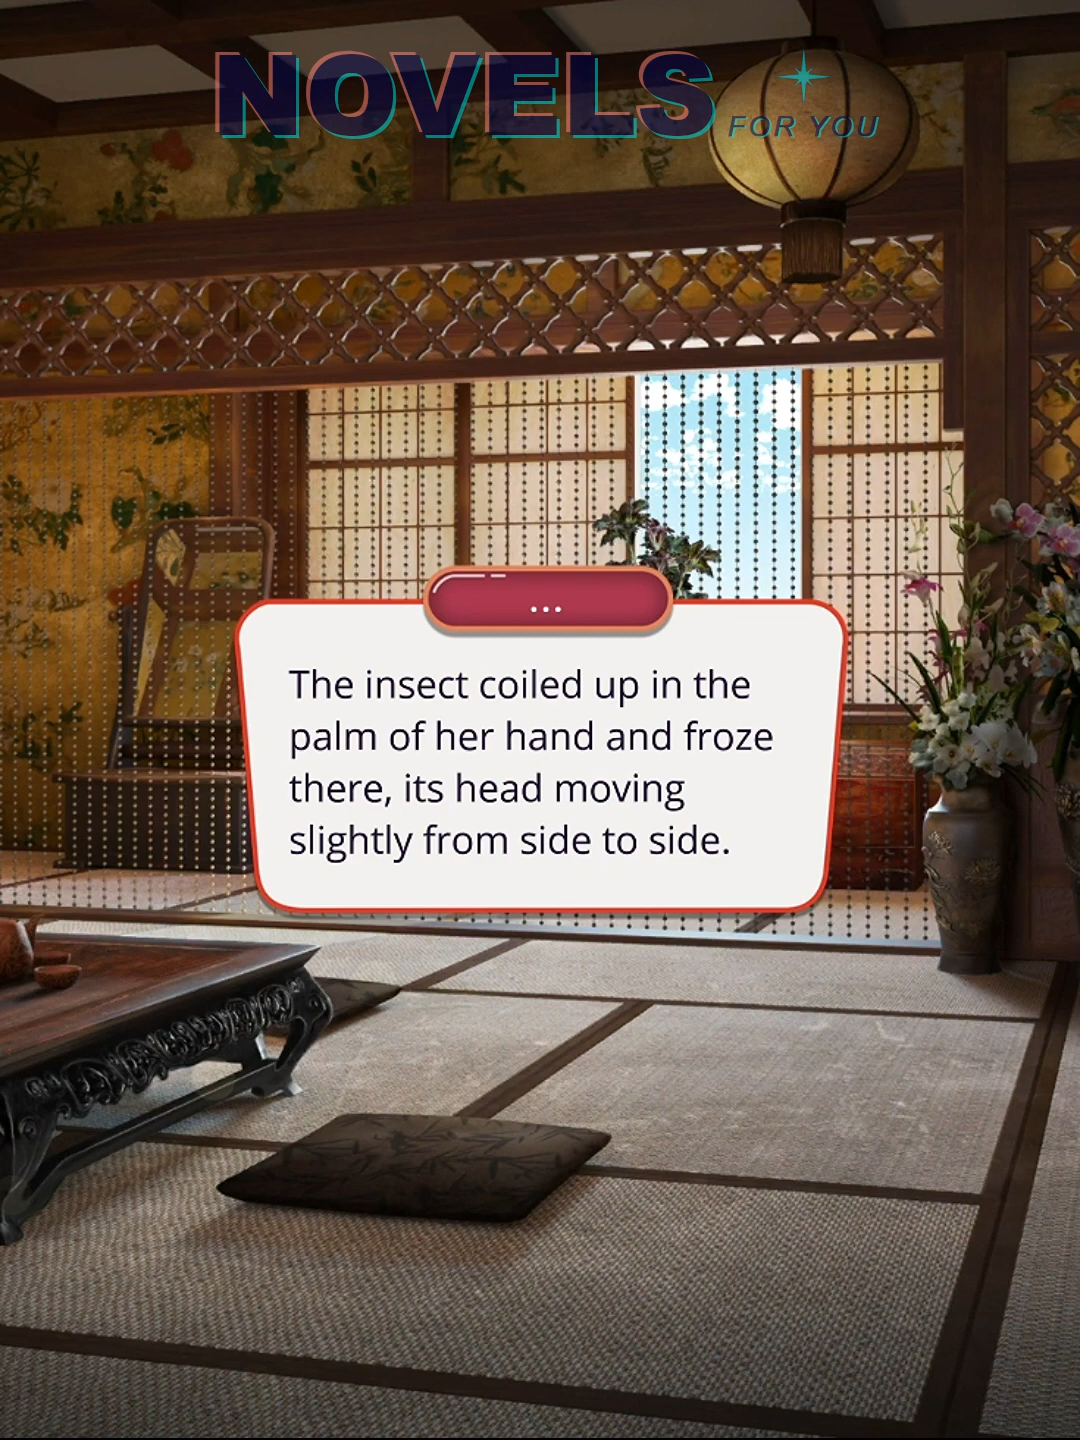 NOVELS
FOR YOU
...
The insect coiled up in the
palm of her hand and froze
there, its head moving
slightly from side to side.